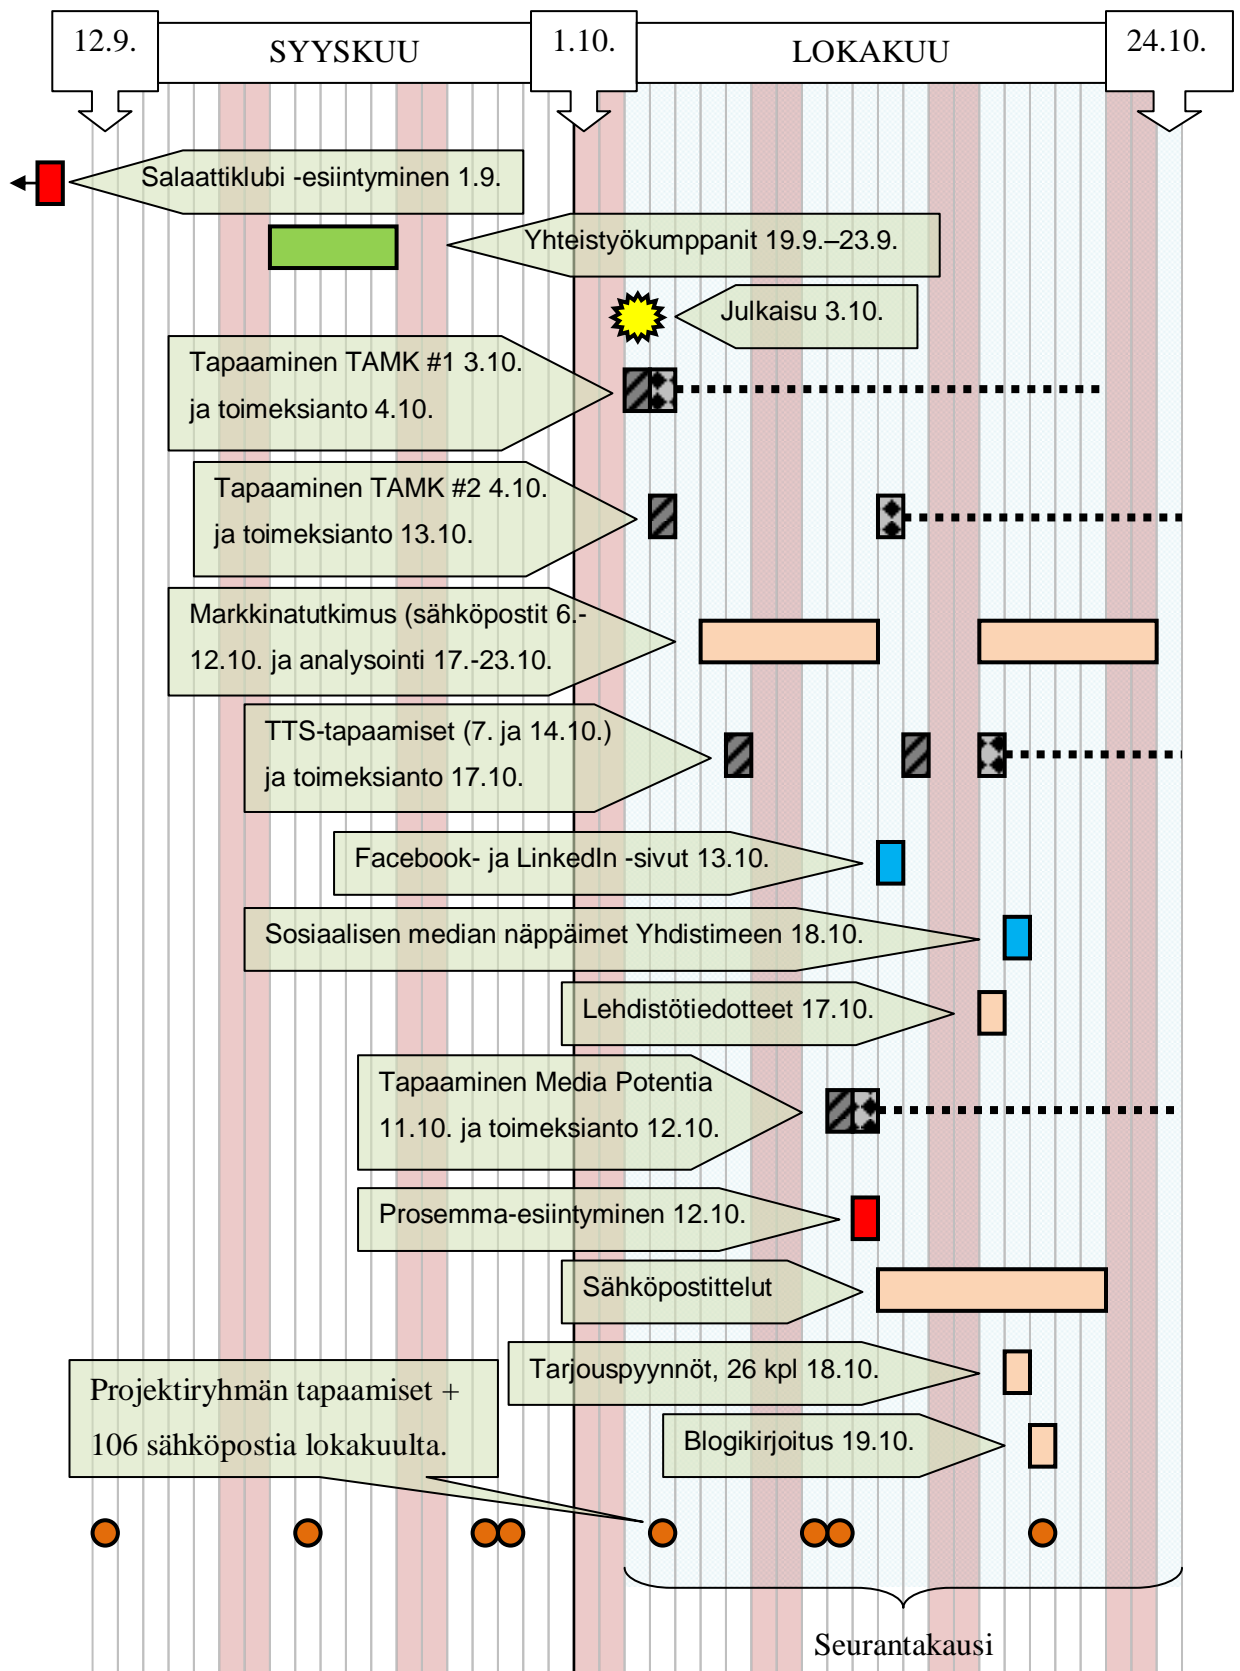 12.9.
SYYSKUU
1.10.
LOKAKUU
24.10.
Salaattiklubi -esiintyminen 1.9.
Yhteistyökumppanit 19.9.–23.9.
Julkaisu 3.10.
Tapaaminen TAMK #1 3.10.
ja toimeksianto 4.10.
Tapaaminen TAMK #2 4.10.
ja toimeksianto 13.10.
Markkinatutkimus (sähköpostit 6.-
12.10. ja analysointi 17.-23.10.
TTS-tapaamiset (7. ja 14.10.)
ja toimeksianto 17.10.
Facebook- ja LinkedIn -sivut 13.10.
Sosiaalisen median näppäimet Yhdistimeen 18.10.
Lehdistötiedotteet 17.10.
Tapaaminen Media Potentia
11.10. ja toimeksianto 12.10.
Prosemma-esiintyminen 12.10.
Sähköpostittelut
Tarjouspyynnöt, 26 kpl 18.10.
Projektiryhmän tapaamiset +
106 sähköpostia lokakuulta.
Blogikirjoitus 19.10.
Seurantakausi